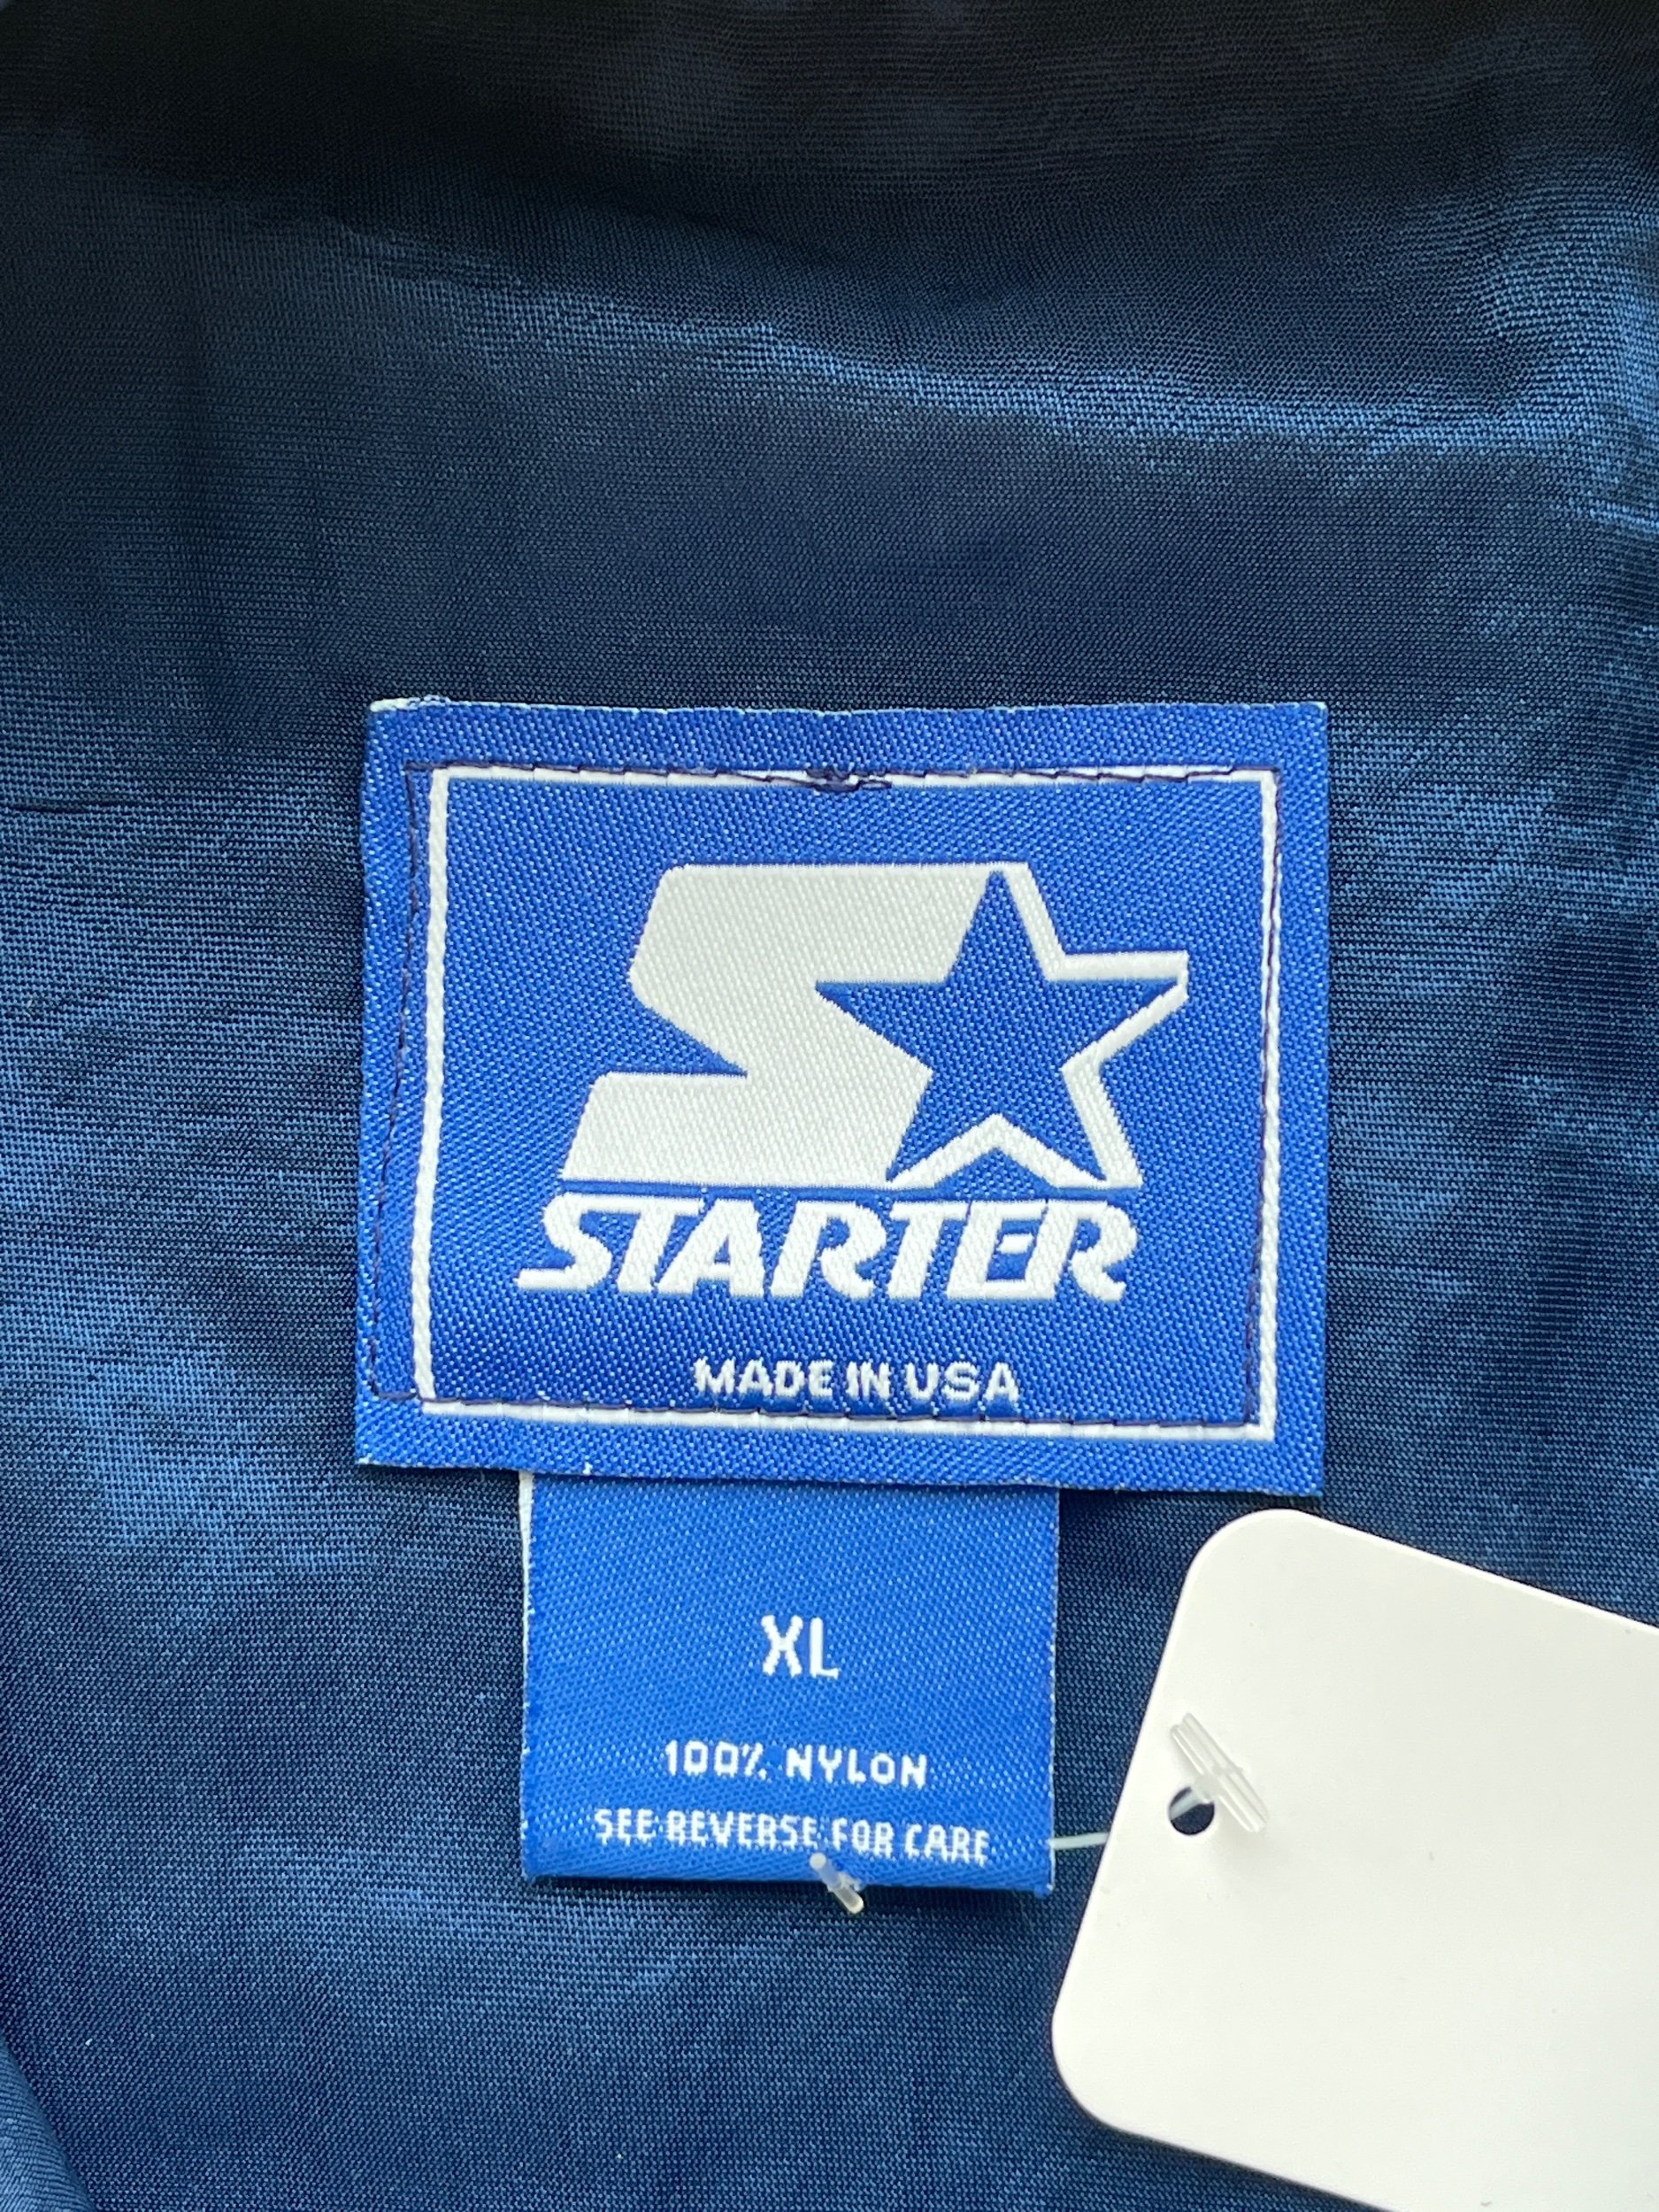 STARTER
MADE IN USA
XL
100% NYLON
SEE REVERSE FOR CARE